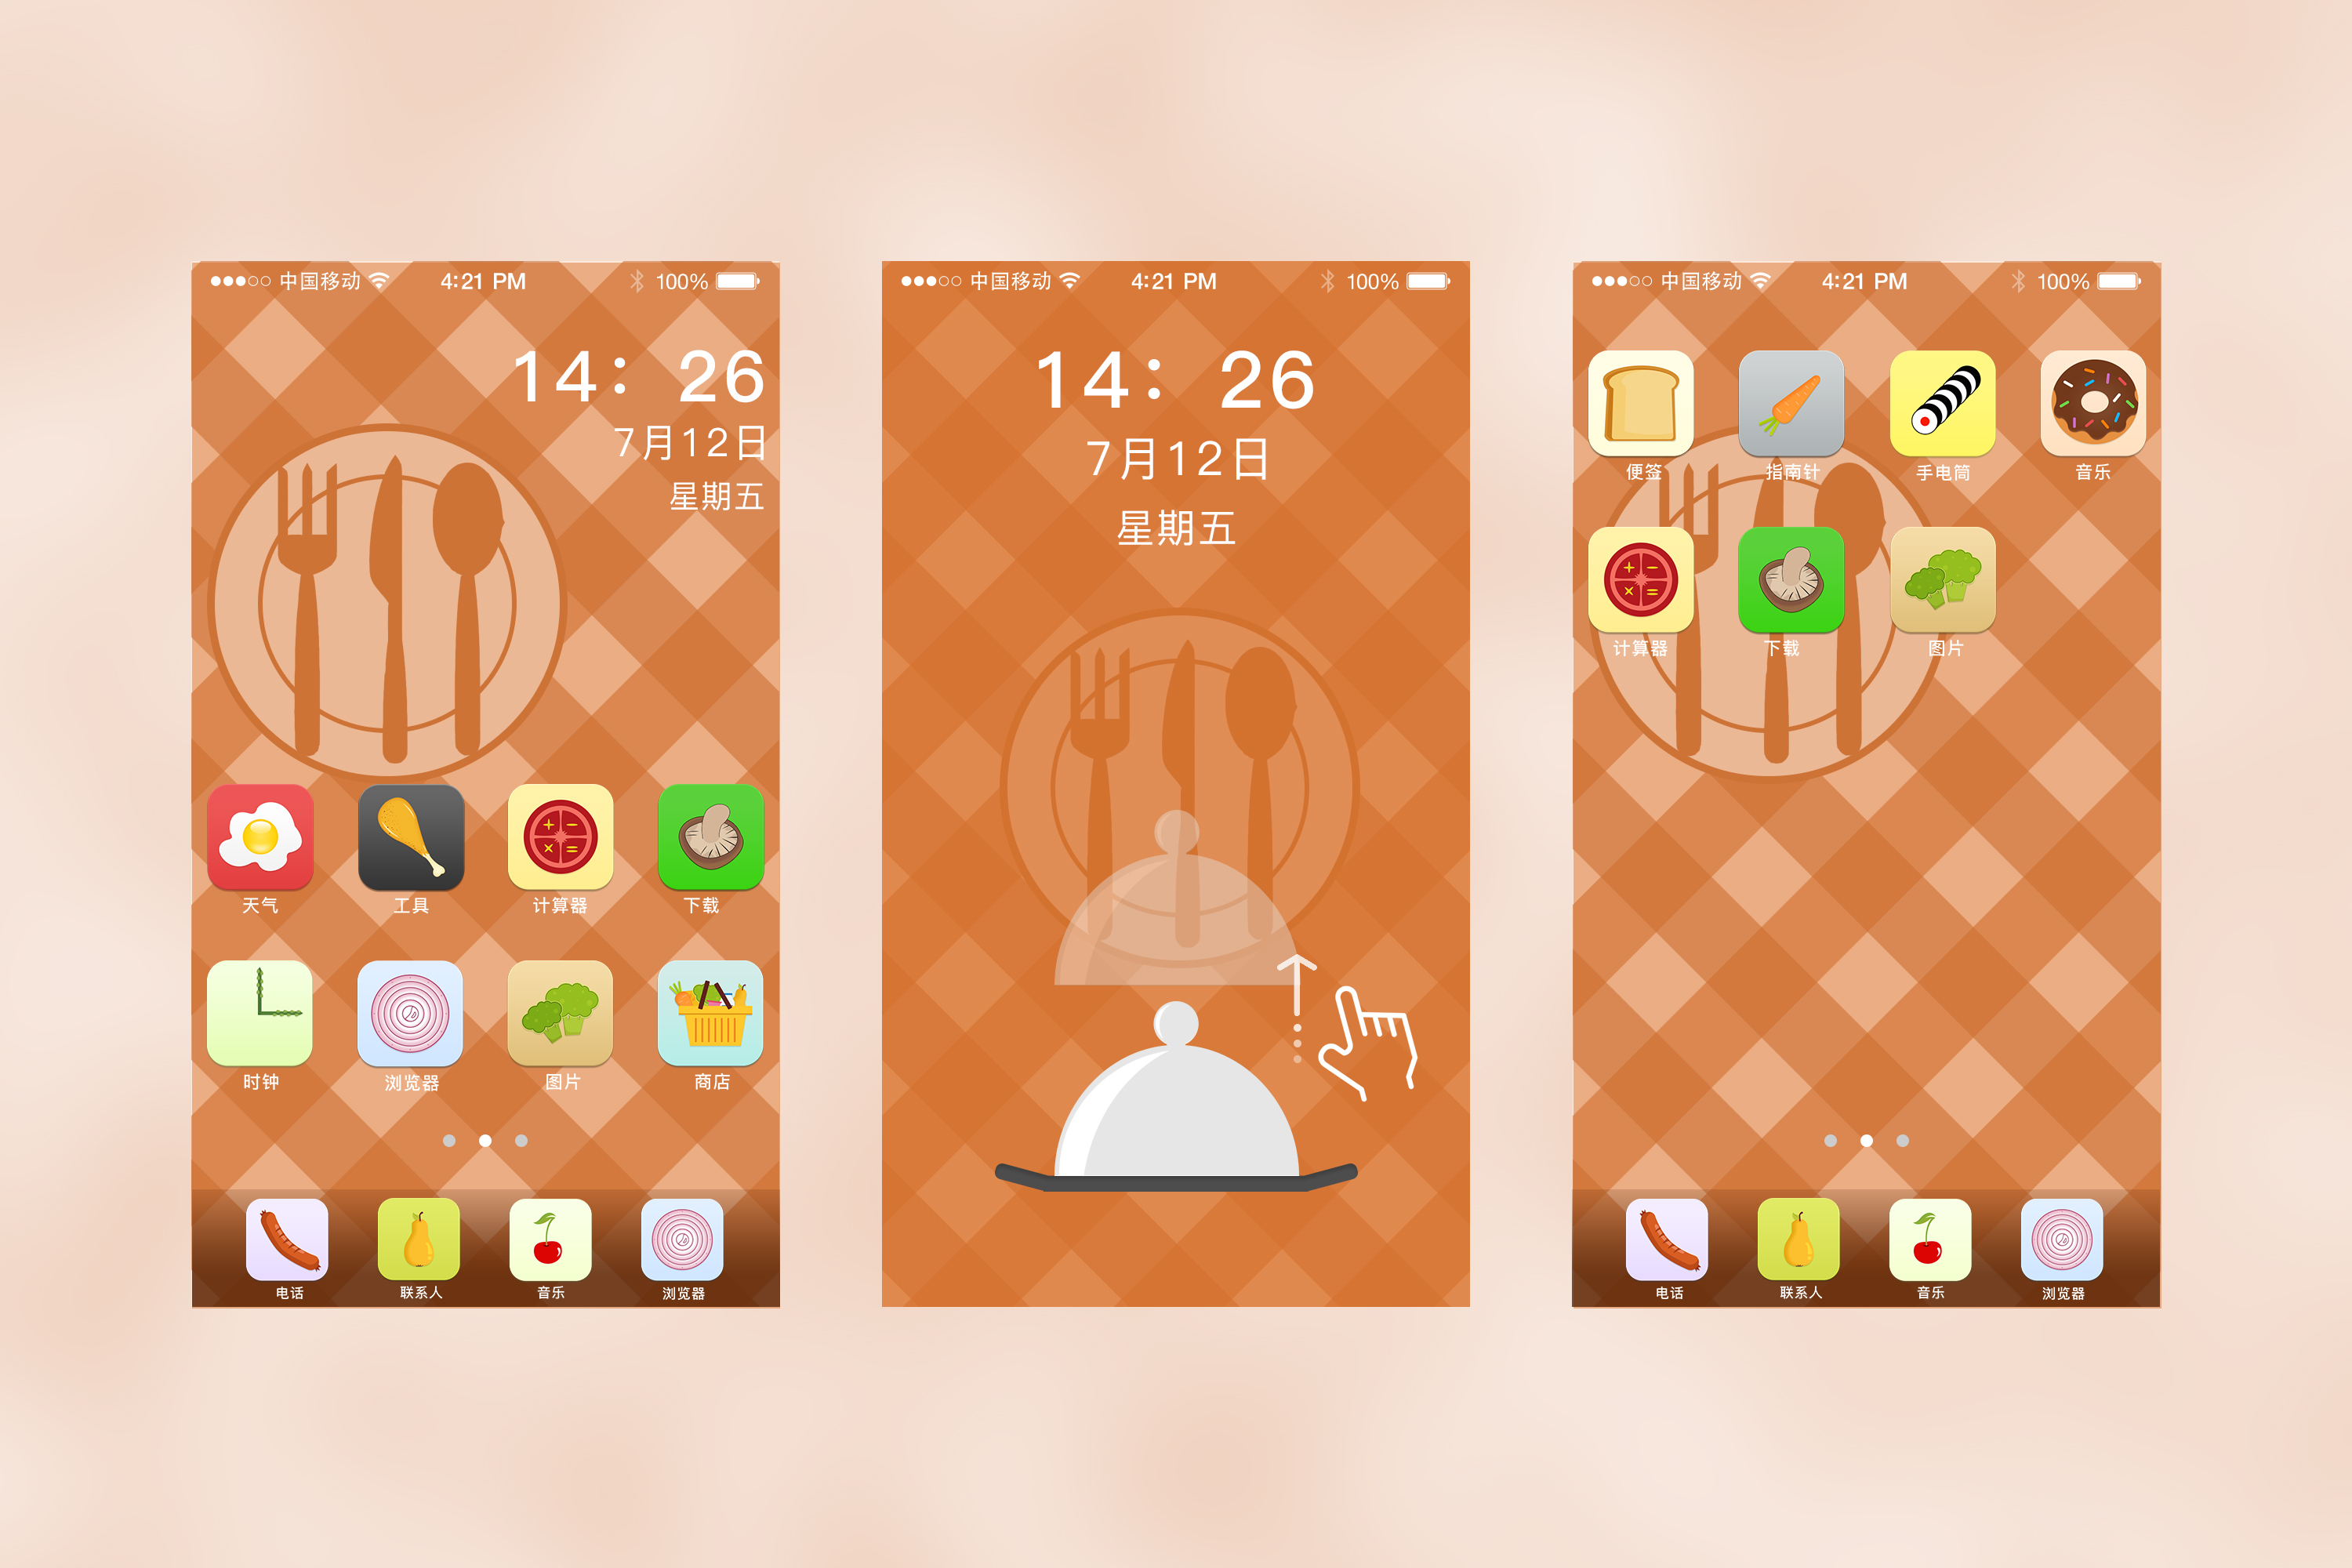 中国移动 4:21 PM 100%
14: 26
7月12日
星期五
天气 工具 计算器 下载
时钟 浏览器 图片 商店
电话 联系人 音乐 浏览器
中国移动 4:21 PM 100%
14: 26
7月12日
星期五
中国移动 4:21 PM 100%
便签 指南针 手电筒 音乐
计算器 下载 图片
电话 联系人 音乐 浏览器